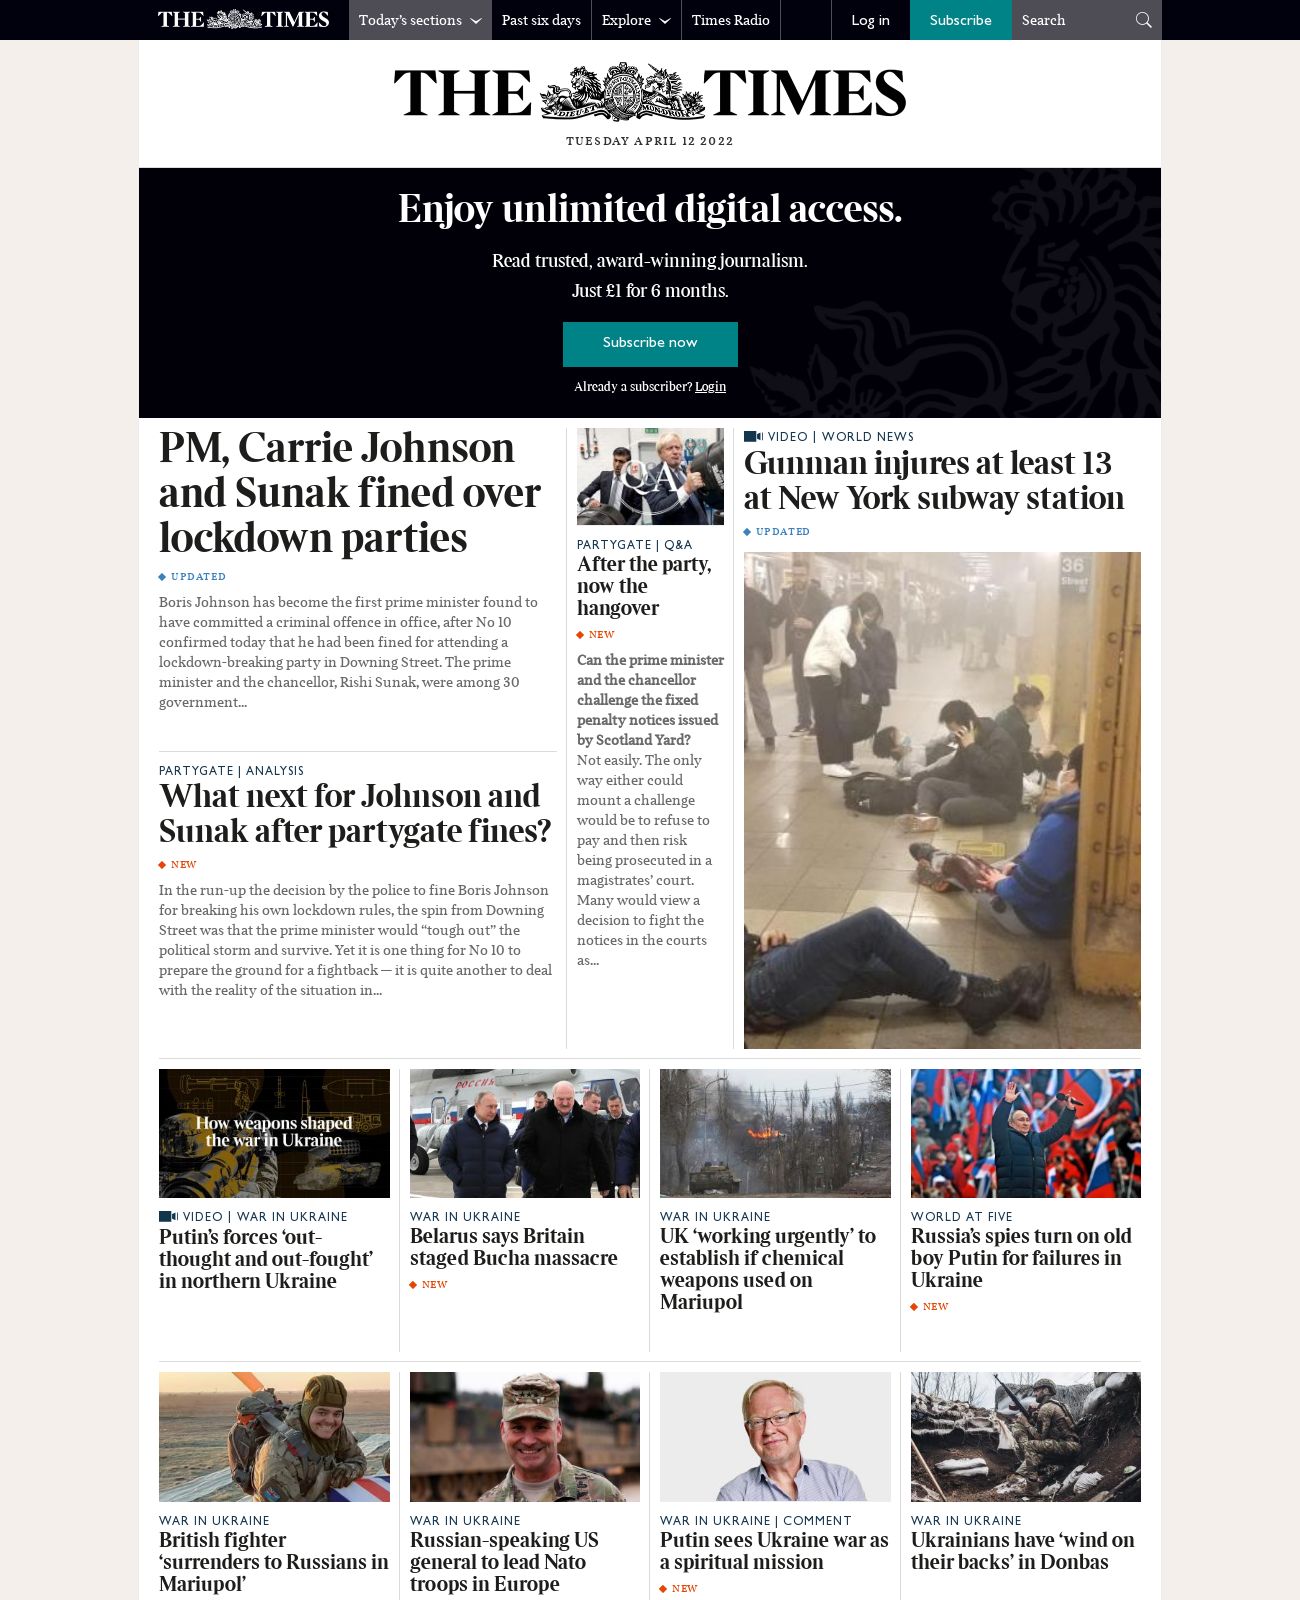 THE TIMES
Today's sections
Past six days
Explore
Times Radio
Log in
Subscribe
Search
THE TIMES
DIEU ET MON DROIT
TUESDAY APRIL 12 2022
Enjoy unlimited digital access.
Read trusted, award-winning journalism.
Just £1 for 6 months.
Subscribe now
Already a subscriber? Login
PM, Carrie Johnson
and Sunak fined over
lockdown parties
UPDATED
Boris Johnson has become the first prime minister found to
have committed a criminal offence in office, after No 10
confirmed today that he had been fined for attending a
lockdown-breaking party in Downing Street. The prime
minister and the chancellor, Rishi Sunak, were among 30
government...
PARTYGATE | ANALYSIS
What next for Johnson and
Sunak after partygate fines?
NEW
In the run-up the decision by the police to fine Boris Johnson
for breaking his own lockdown rules, the spin from Downing
Street was that the prime minister would “tough out” the
political storm and survive. Yet it is one thing for No 10 to
prepare the ground for a fightback — it is quite another to deal
with the reality of the situation in...
Q&A
PARTYGATE | Q&A
After the party,
now the
hangover
NEW
Can the prime minister
and the chancellor
challenge the fixed
penalty notices issued
by Scotland Yard?
Not easily. The only
way either could
mount a challenge
would be to refuse to
pay and then risk
being prosecuted in a
magistrates’ court.
Many would view a
decision to fight the
notices in the courts
as...
VIDEO | WORLD NEWS
Gunman injures at least 13
at New York subway station
UPDATED
36
Street
How weapons shaped
the war in Ukraine
VIDEO | WAR IN UKRAINE
Putin’s forces ‘out-
thought and out-fought’
in northern Ukraine
РОССИЯ
WAR IN UKRAINE
Belarus says Britain
staged Bucha massacre
NEW
WAR IN UKRAINE
UK ‘working urgently’ to
establish if chemical
weapons used on
Mariupol
WORLD AT FIVE
Russia’s spies turn on old
boy Putin for failures in
Ukraine
NEW
WAR IN UKRAINE
British fighter
‘surrenders to Russians in
Mariupol’
WAR IN UKRAINE
Russian-speaking US
general to lead Nato
troops in Europe
WAR IN UKRAINE | COMMENT
Putin sees Ukraine war as
a spiritual mission
NEW
WAR IN UKRAINE
Ukrainians have ‘wind on
their backs’ in Donbas